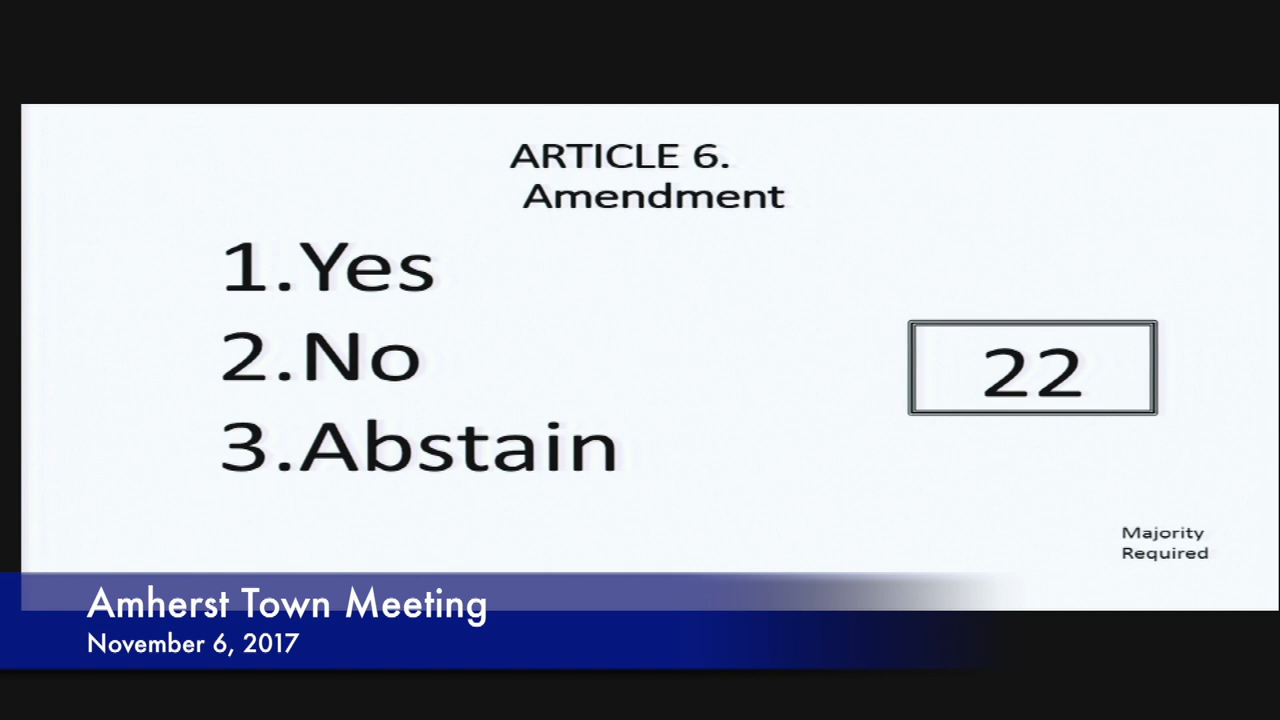 ARTICLE 6.
Amendment
1.Yes
2.No
3.Abstain
22
Majority
Required
Amherst Town Meeting
November 6, 2017